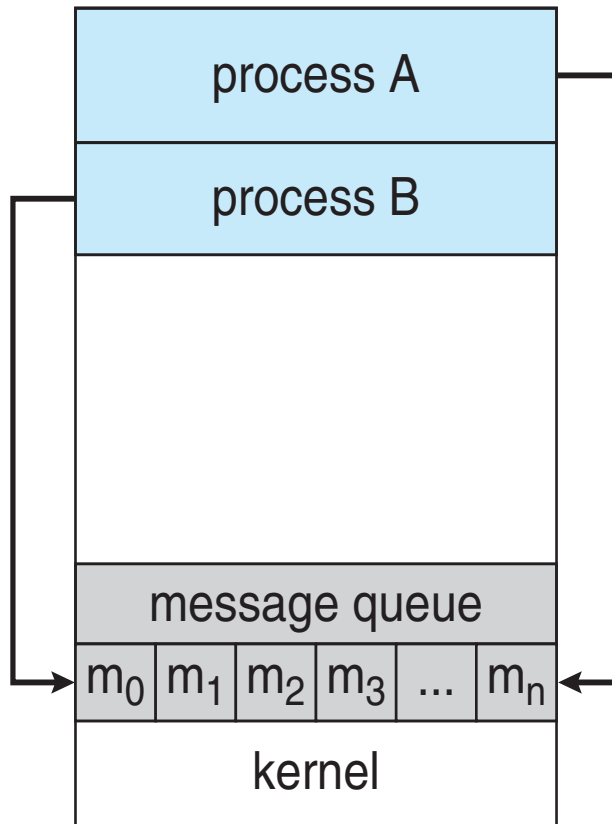 process A
process B
message queue
m₀ m₁ m₂ m₃ ... mₙ
kernel